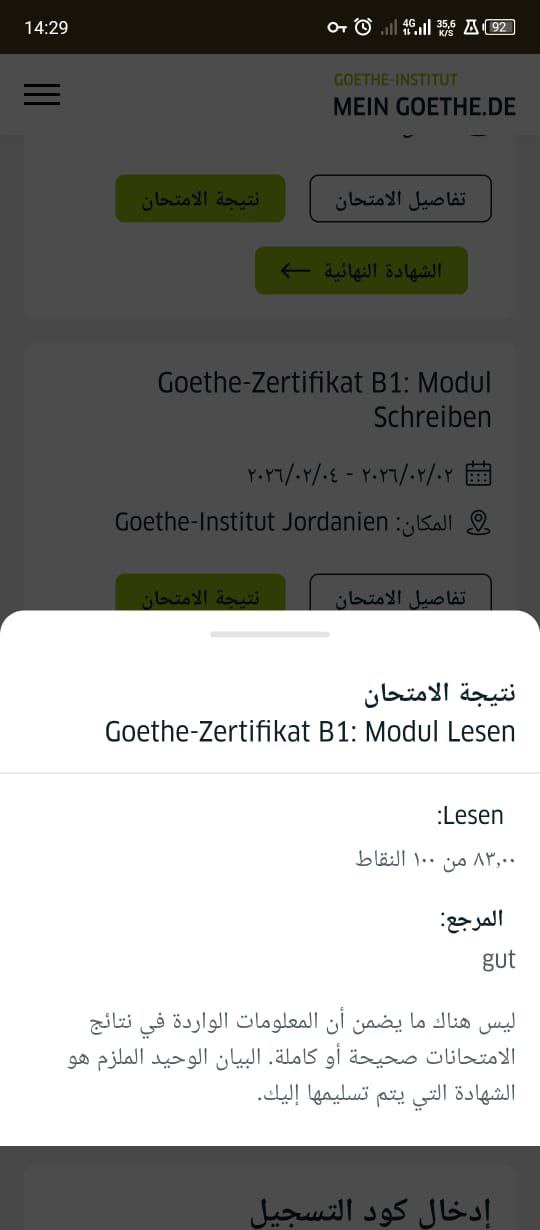 14:29
4G
35,6
K/S
92
GOETHE-INSTITUT
MEIN GOETHE.DE
تفاصيل الامتحان
نتيجة الامتحان
الشهادة النهائية
Goethe-Zertifikat B1: Modul
Schreiben
٢٠٢٦/٠٢/٠٢ - ٢٠٢٦/٠٢/٠٤
المكان: Goethe-Institut Jordanien
تفاصيل الامتحان
نتيجة الامتحان
نتيجة الامتحان
Goethe-Zertifikat B1: Modul Lesen
Lesen:
٨٣,٠٠ من ١٠٠ النقاط
المرجع:
gut
ليس هناك ما يضمن أن المعلومات الواردة في نتائج
الامتحانات صحيحة أو كاملة. البيان الوحيد الملزم هو
الشهادة التي يتم تسليمها إليك.
إدخال كود التسجيل